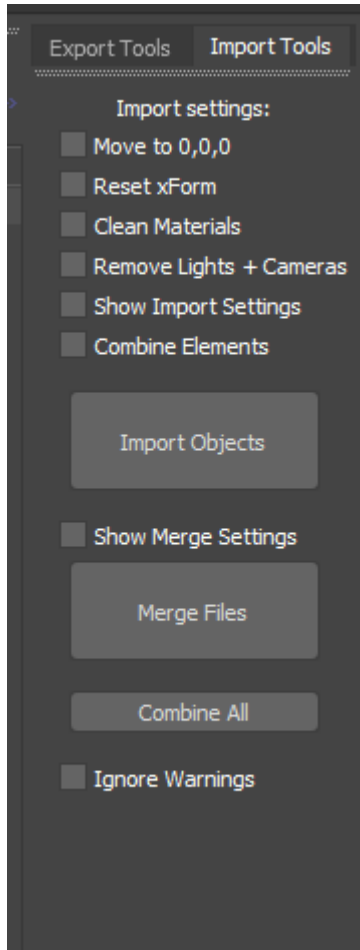 Export Tools Import Tools
Import settings:
Move to 0,0,0
Reset xForm
Clean Materials
Remove Lights + Cameras
Show Import Settings
Combine Elements
Import Objects
Show Merge Settings
Merge Files
Combine All
Ignore Warnings